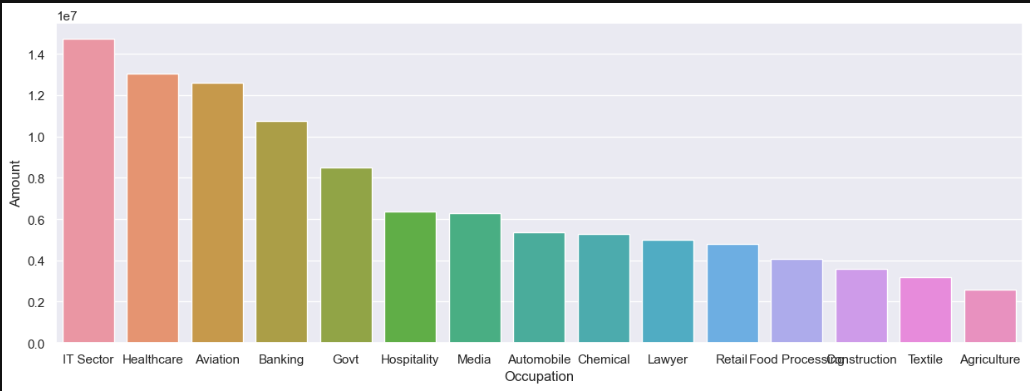 1e7
1.4
1.2
1.0
0.8
0.6
0.4
0.2
0.0
Amount
IT Sector Healthcare Aviation Banking Govt Hospitality Media Automobile Chemical Lawyer Retail Food Processing Construction Textile Agriculture
Occupation